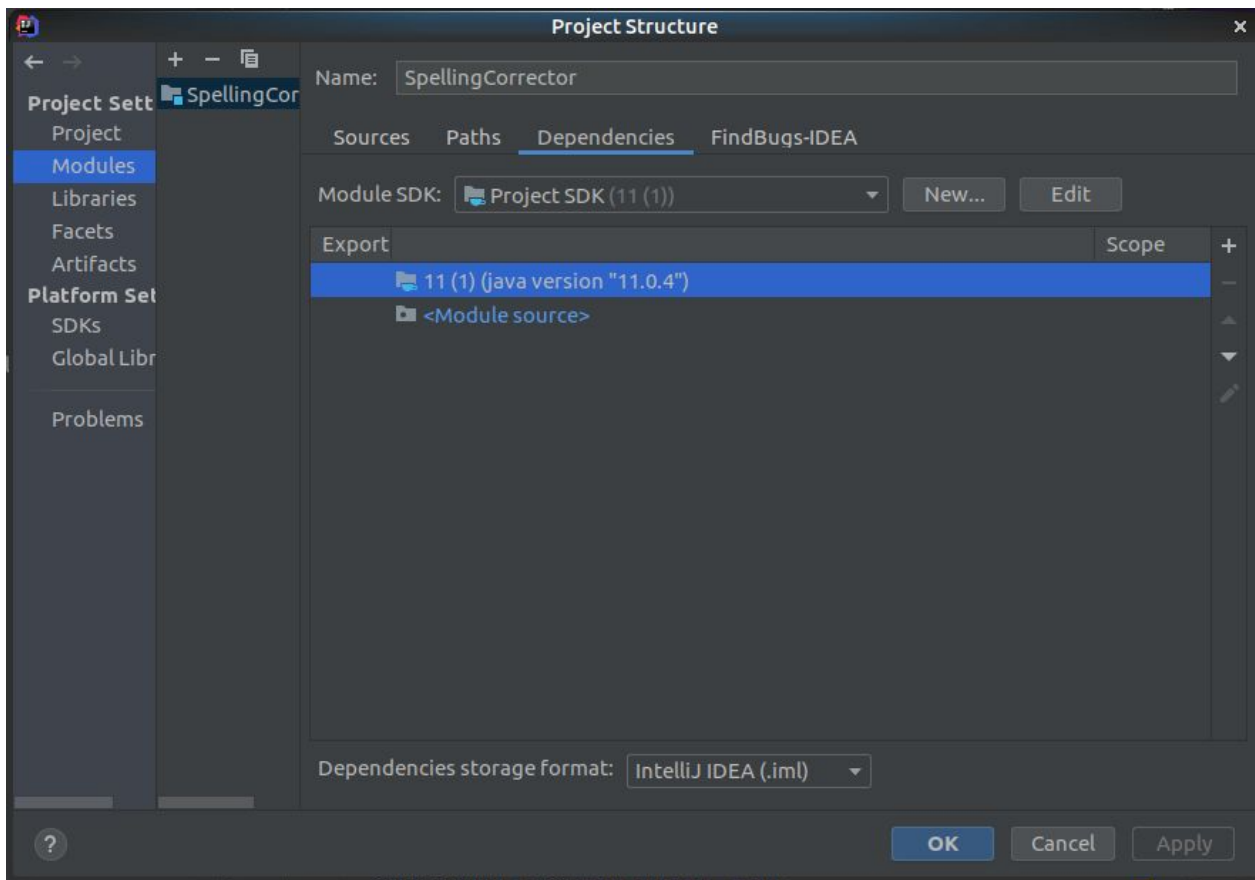 Project Structure
Project Sett
Project
Modules
Libraries
Facets
Artifacts
Platform Set
SDKs
Global Libr
Problems
SpellingCor
Name: SpellingCorrector
Sources Paths Dependencies FindBugs-IDEA
Module SDK: Project SDK (11 (1)) New... Edit
Export Scope
11 (1) (java version "11.0.4")
<Module source>
Dependencies storage format: IntelliJ IDEA (.iml)
? OK Cancel Apply